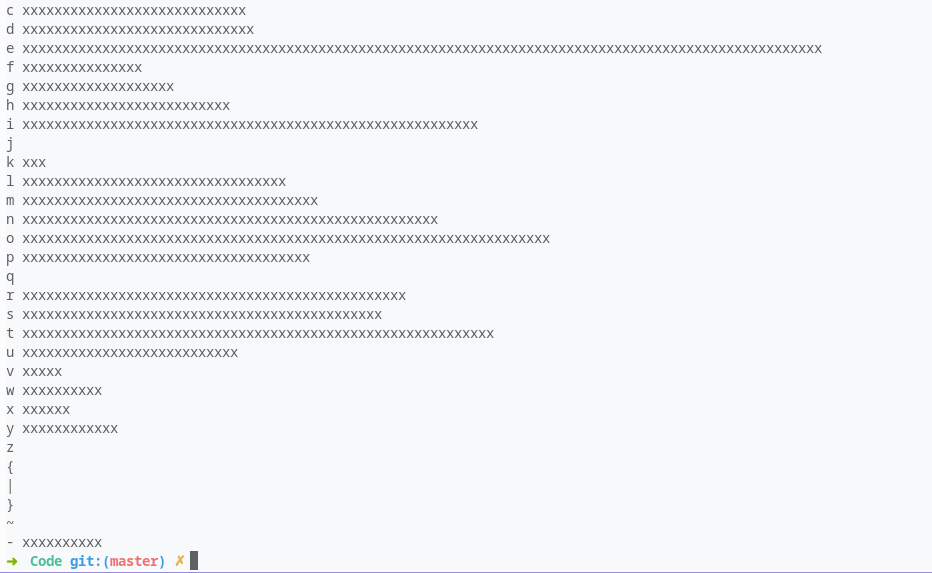 c xxxxxxxxxxxxxxxxxxxxxxxxxxxx
d xxxxxxxxxxxxxxxxxxxxxxxxxxxxx
e xxxxxxxxxxxxxxxxxxxxxxxxxxxxxxxxxxxxxxxxxxxxxxxxxxxxxxxxxxxxxxxxxxxxxxxxxxxxxxxxxxxxxxxxxxxxxxxxxxxx
f xxxxxxxxxxxxxxx
g xxxxxxxxxxxxxxxxxxx
h xxxxxxxxxxxxxxxxxxxxxxxxxx
i xxxxxxxxxxxxxxxxxxxxxxxxxxxxxxxxxxxxxxxxxxxxxxxxxxxxxxxxx
j
k xxx
l xxxxxxxxxxxxxxxxxxxxxxxxxxxxxxxxx
m xxxxxxxxxxxxxxxxxxxxxxxxxxxxxxxxxxxxx
n xxxxxxxxxxxxxxxxxxxxxxxxxxxxxxxxxxxxxxxxxxxxxxxxxxxx
o xxxxxxxxxxxxxxxxxxxxxxxxxxxxxxxxxxxxxxxxxxxxxxxxxxxxxxxxxxxxxxxxxx
p xxxxxxxxxxxxxxxxxxxxxxxxxxxxxxxxxxxx
q
r xxxxxxxxxxxxxxxxxxxxxxxxxxxxxxxxxxxxxxxxxxxxxxxx
s xxxxxxxxxxxxxxxxxxxxxxxxxxxxxxxxxxxxxxxxxxxxx
t xxxxxxxxxxxxxxxxxxxxxxxxxxxxxxxxxxxxxxxxxxxxxxxxxxxxxxxxxxx
u xxxxxxxxxxxxxxxxxxxxxxxxxxx
v xxxxx
w xxxxxxxxxx
x xxxxxx
y xxxxxxxxxxxx
z
{
|
}
~
- xxxxxxxxxx
➜ Code git:(master) ✗